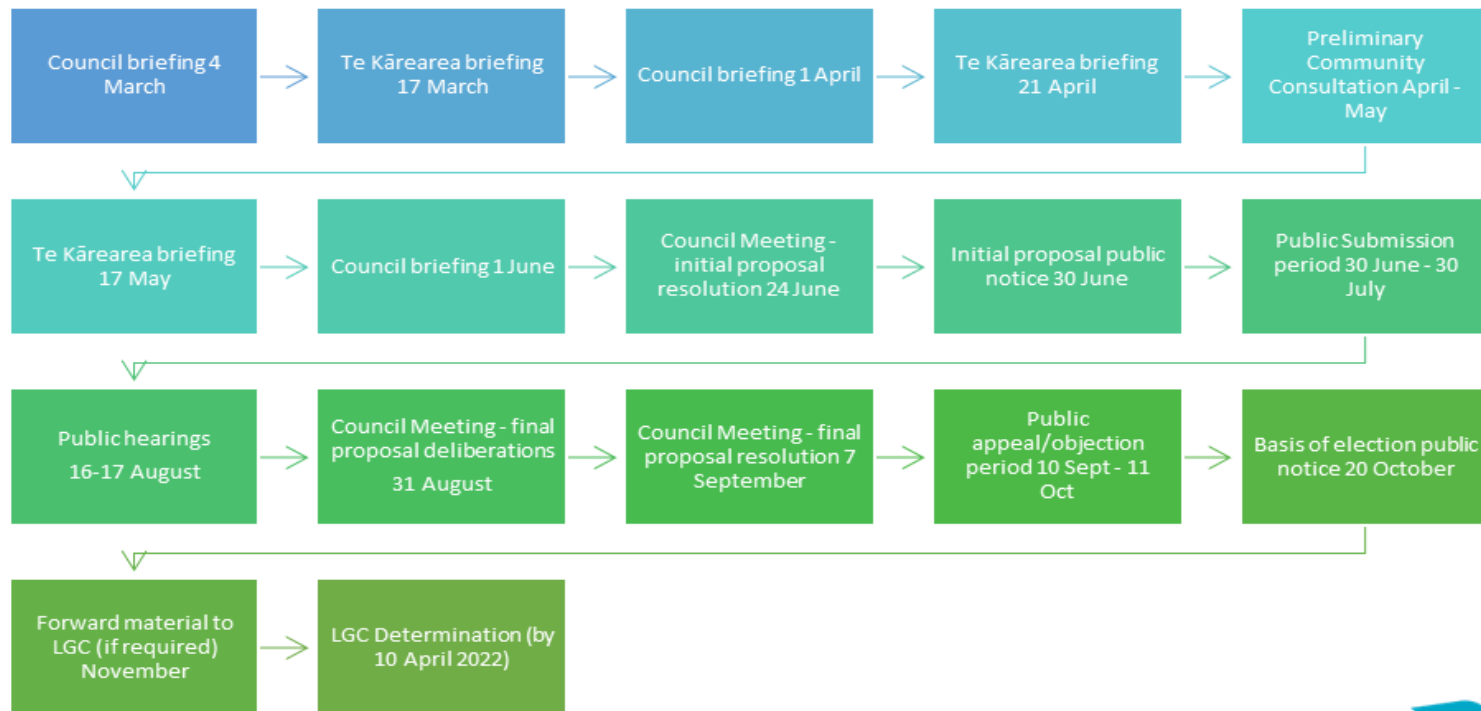 Council briefing 4
March
Te Kārearea briefing
17 March
Council briefing 1 April
Te Kārearea briefing
21 April
Preliminary
Community
Consultation April -
May
Te Kārearea briefing
17 May
Council briefing 1 June
Council Meeting -
initial proposal
resolution 24 June
Initial proposal public
notice 30 June
Public Submission
period 30 June - 30
July
Public hearings
16-17 August
Council Meeting - final
proposal deliberations
31 August
Council Meeting - final
proposal resolution 7
September
Public
appeal/objection
period 10 Sept - 11
Oct
Basis of election public
notice 20 October
Forward material to
LGC (if required)
November
LGC Determination (by
10 April 2022)